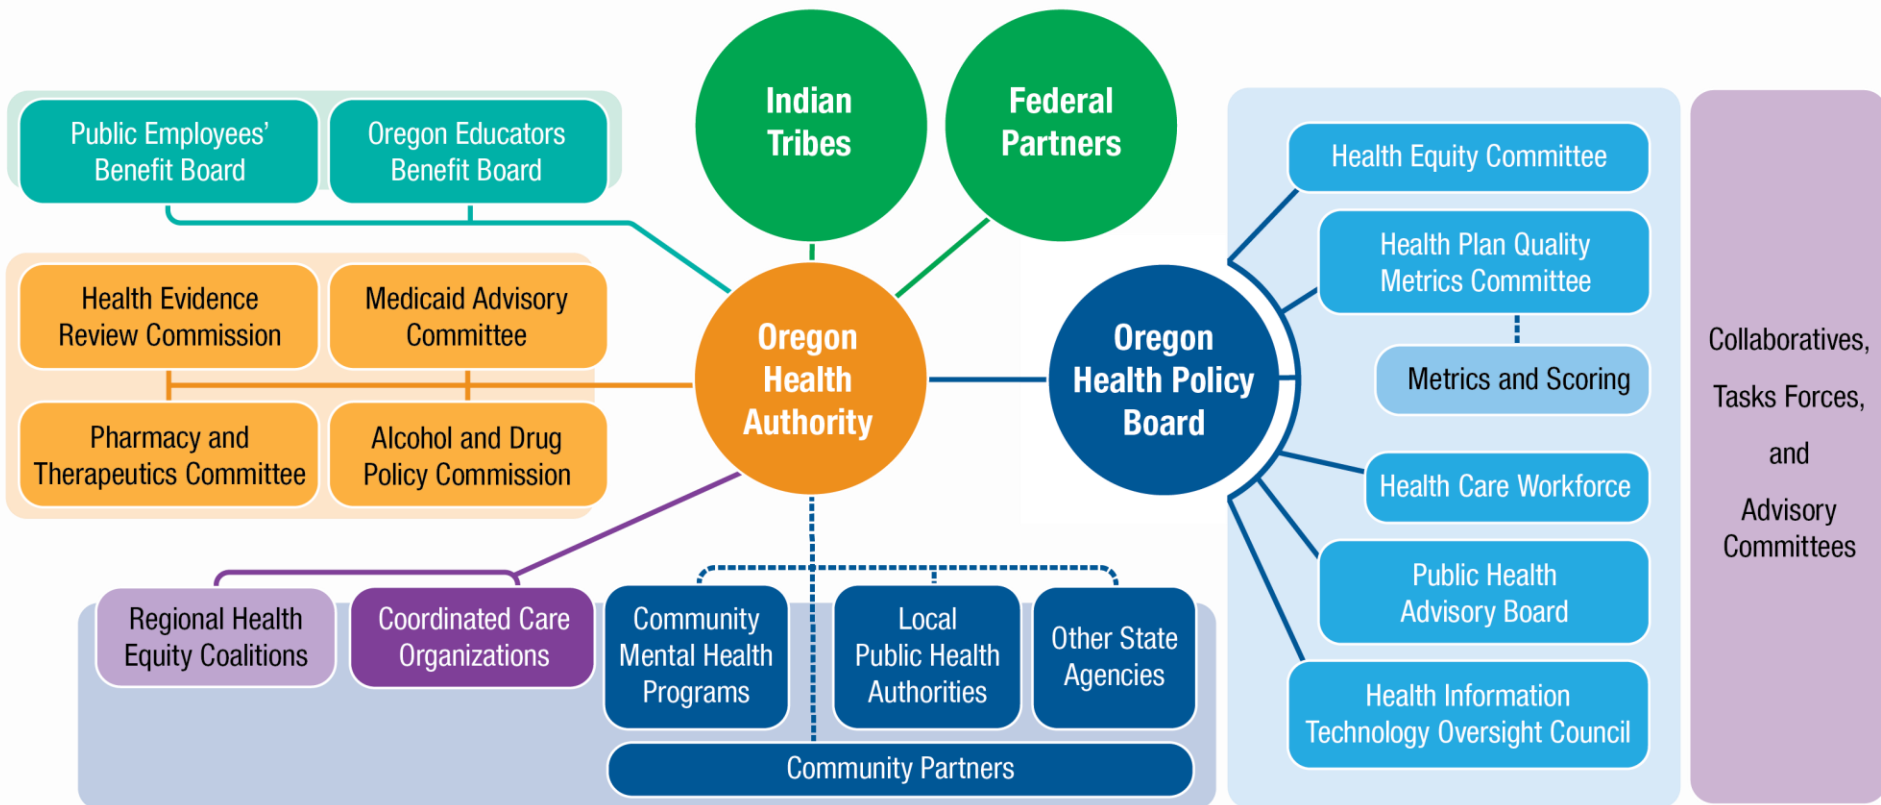 Indian
Tribes
Federal
Partners
Public Employees’
Benefit Board
Oregon Educators
Benefit Board
Health Evidence
Review Commission
Medicaid Advisory
Committee
Pharmacy and
Therapeutics Committee
Alcohol and Drug
Policy Commission
Oregon
Health
Authority
Oregon
Health Policy
Board
Health Equity Committee
Health Plan Quality
Metrics Committee
Metrics and Scoring
Health Care Workforce
Public Health
Advisory Board
Health Information
Technology Oversight Council
Collaboratives,
Tasks Forces,
and
Advisory
Committees
Regional Health
Equity Coalitions
Coordinated Care
Organizations
Community
Mental Health
Programs
Local
Public Health
Authorities
Other State
Agencies
Community Partners